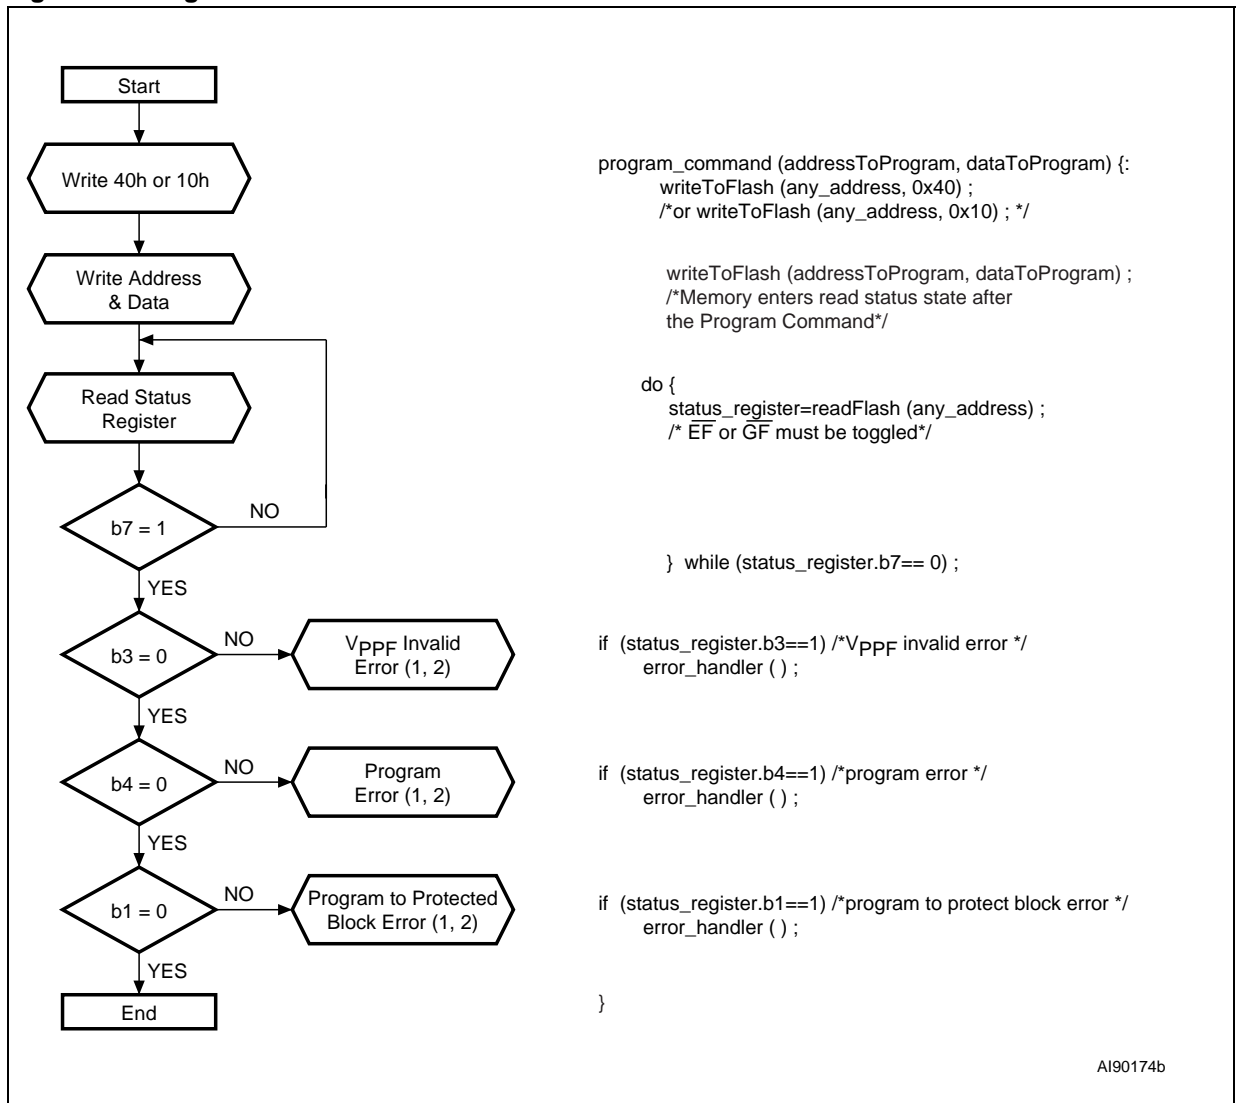 Start
Write 40h or 10h
Write Address
& Data
Read Status
Register
b7 = 1
NO
YES
b3 = 0
NO
VPPF Invalid
Error (1, 2)
YES
b4 = 0
NO
Program
Error (1, 2)
YES
b1 = 0
NO
Program to Protected
Block Error (1, 2)
YES
End
program_command (addressToProgram, dataToProgram) {:
writeToFlash (any_address, 0x40) ;
/*or writeToFlash (any_address, 0x10) ; */
writeToFlash (addressToProgram, dataToProgram) ;
/*Memory enters read status state after
the Program Command*/
do {
status_register=readFlash (any_address) ;
/* E̅F̅ or G̅F̅ must be toggled*/
} while (status_register.b7== 0) ;
if (status_register.b3==1) /*VPPF invalid error */
error_handler ( ) ;
if (status_register.b4==1) /*program error */
error_handler ( ) ;
if (status_register.b1==1) /*program to protect block error */
error_handler ( ) ;
}
AI90174b